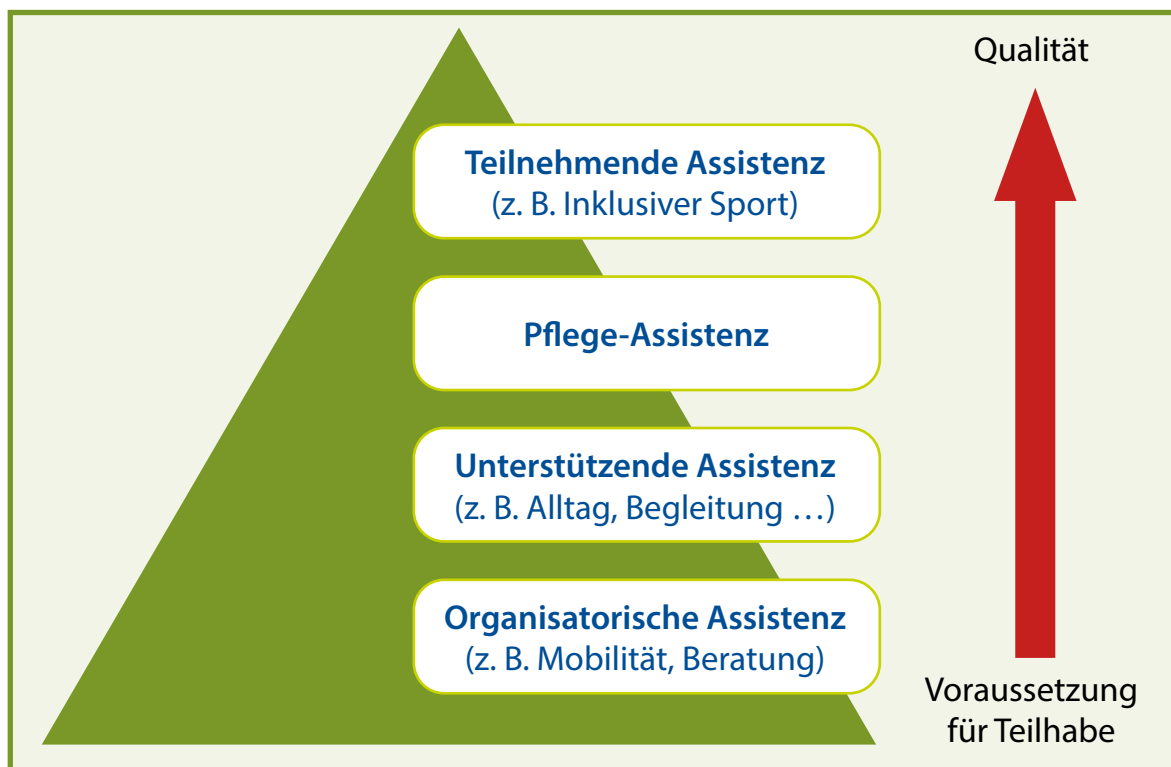 Qualität
Teilnehmende Assistenz
(z. B. Inklusiver Sport)
Pflege-Assistenz
Unterstützende Assistenz
(z. B. Alltag, Begleitung …)
Organisatorische Assistenz
(z. B. Mobilität, Beratung)
Voraussetzung
für Teilhabe